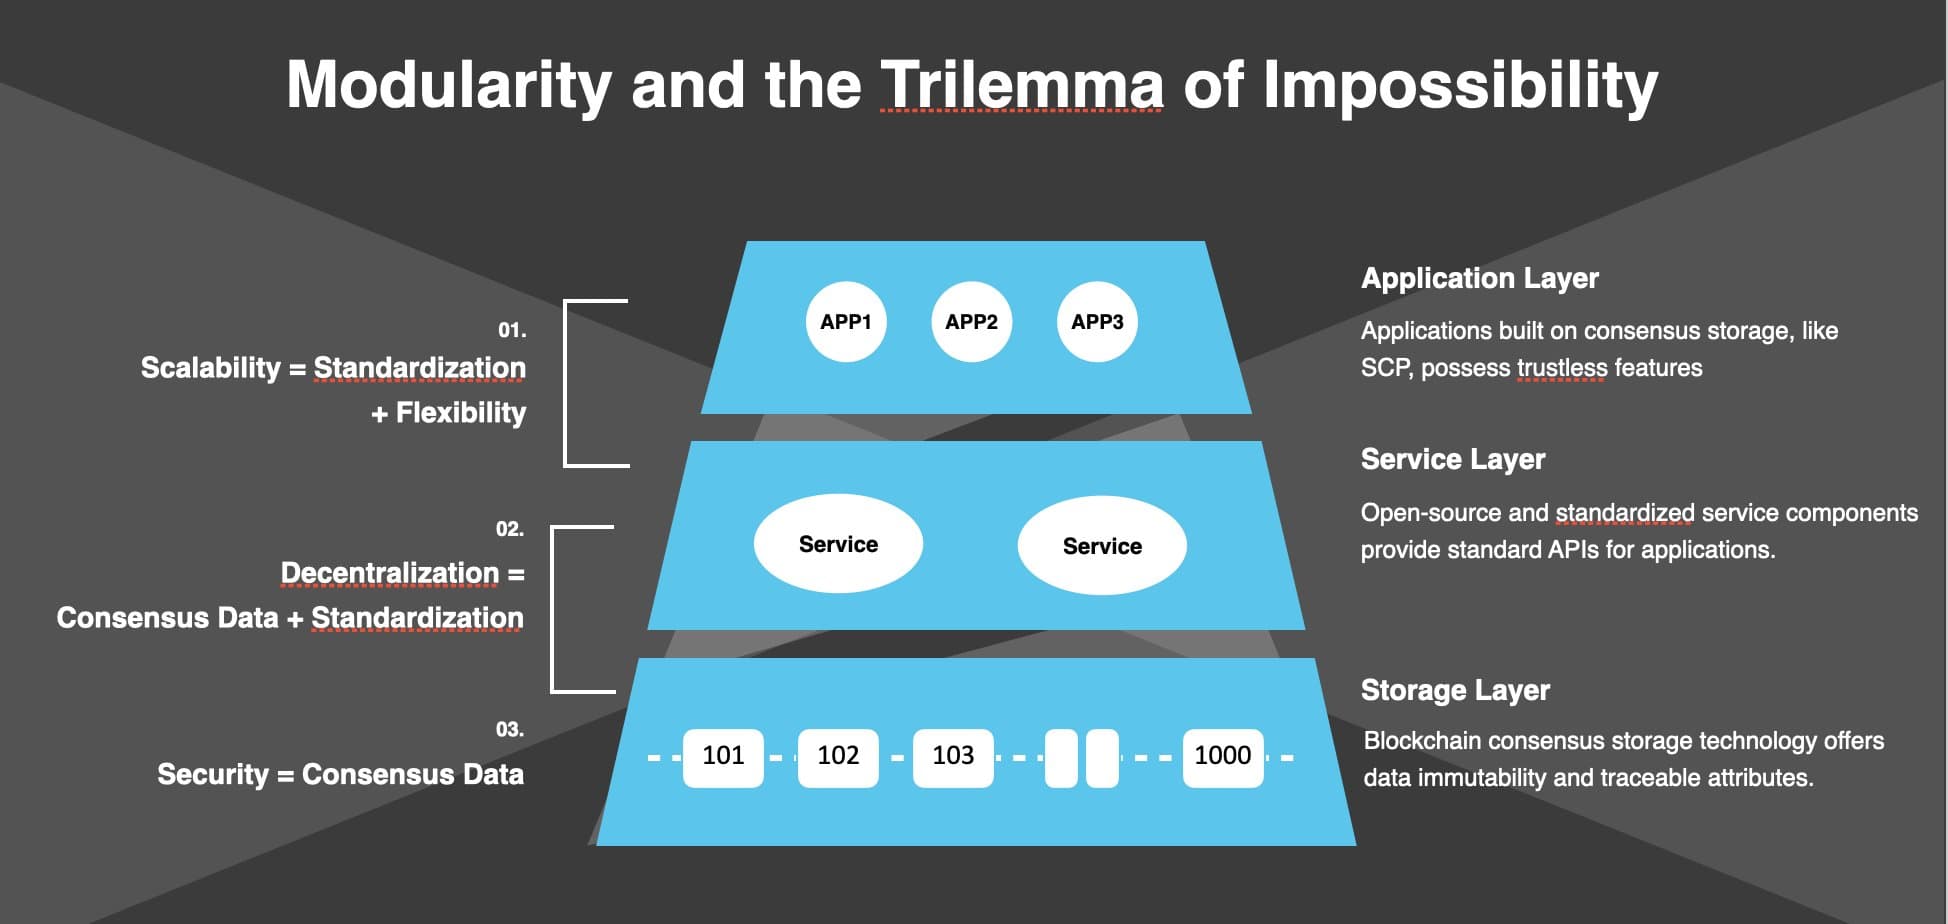 Modularity and the Trilemma of Impossibility
01.
Scalability = Standardization
+ Flexibility
02.
Decentralization =
Consensus Data + Standardization
03.
Security = Consensus Data
APP1 APP2 APP3
Service Service
101 102 103 1000
Application Layer
Applications built on consensus storage, like
SCP, possess trustless features
Service Layer
Open-source and standardized service components
provide standard APIs for applications.
Storage Layer
Blockchain consensus storage technology offers
data immutability and traceable attributes.